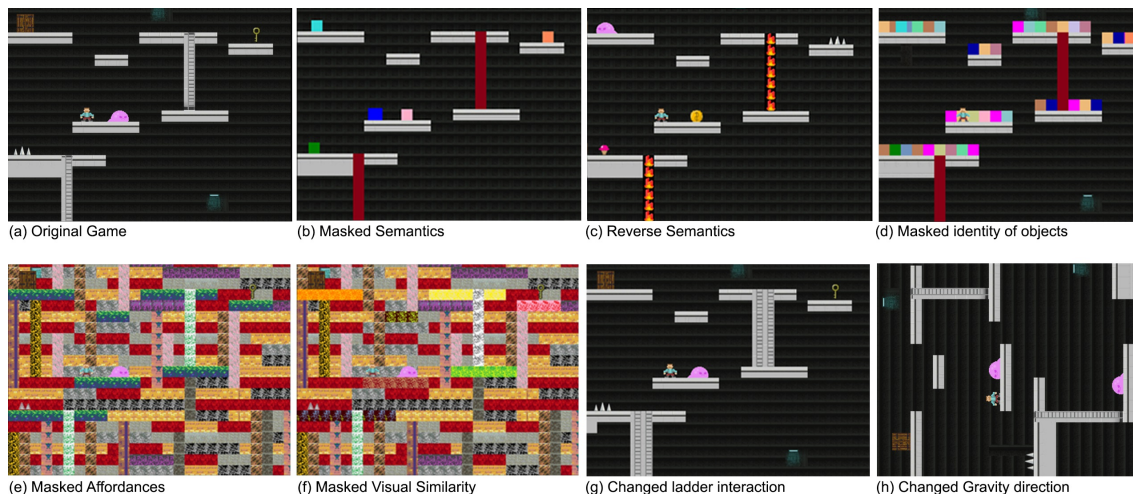 (a) Original Game
(b) Masked Semantics
(c) Reverse Semantics
(d) Masked identity of objects
(e) Masked Affordances
(f) Masked Visual Similarity
(g) Changed ladder interaction
(h) Changed Gravity direction